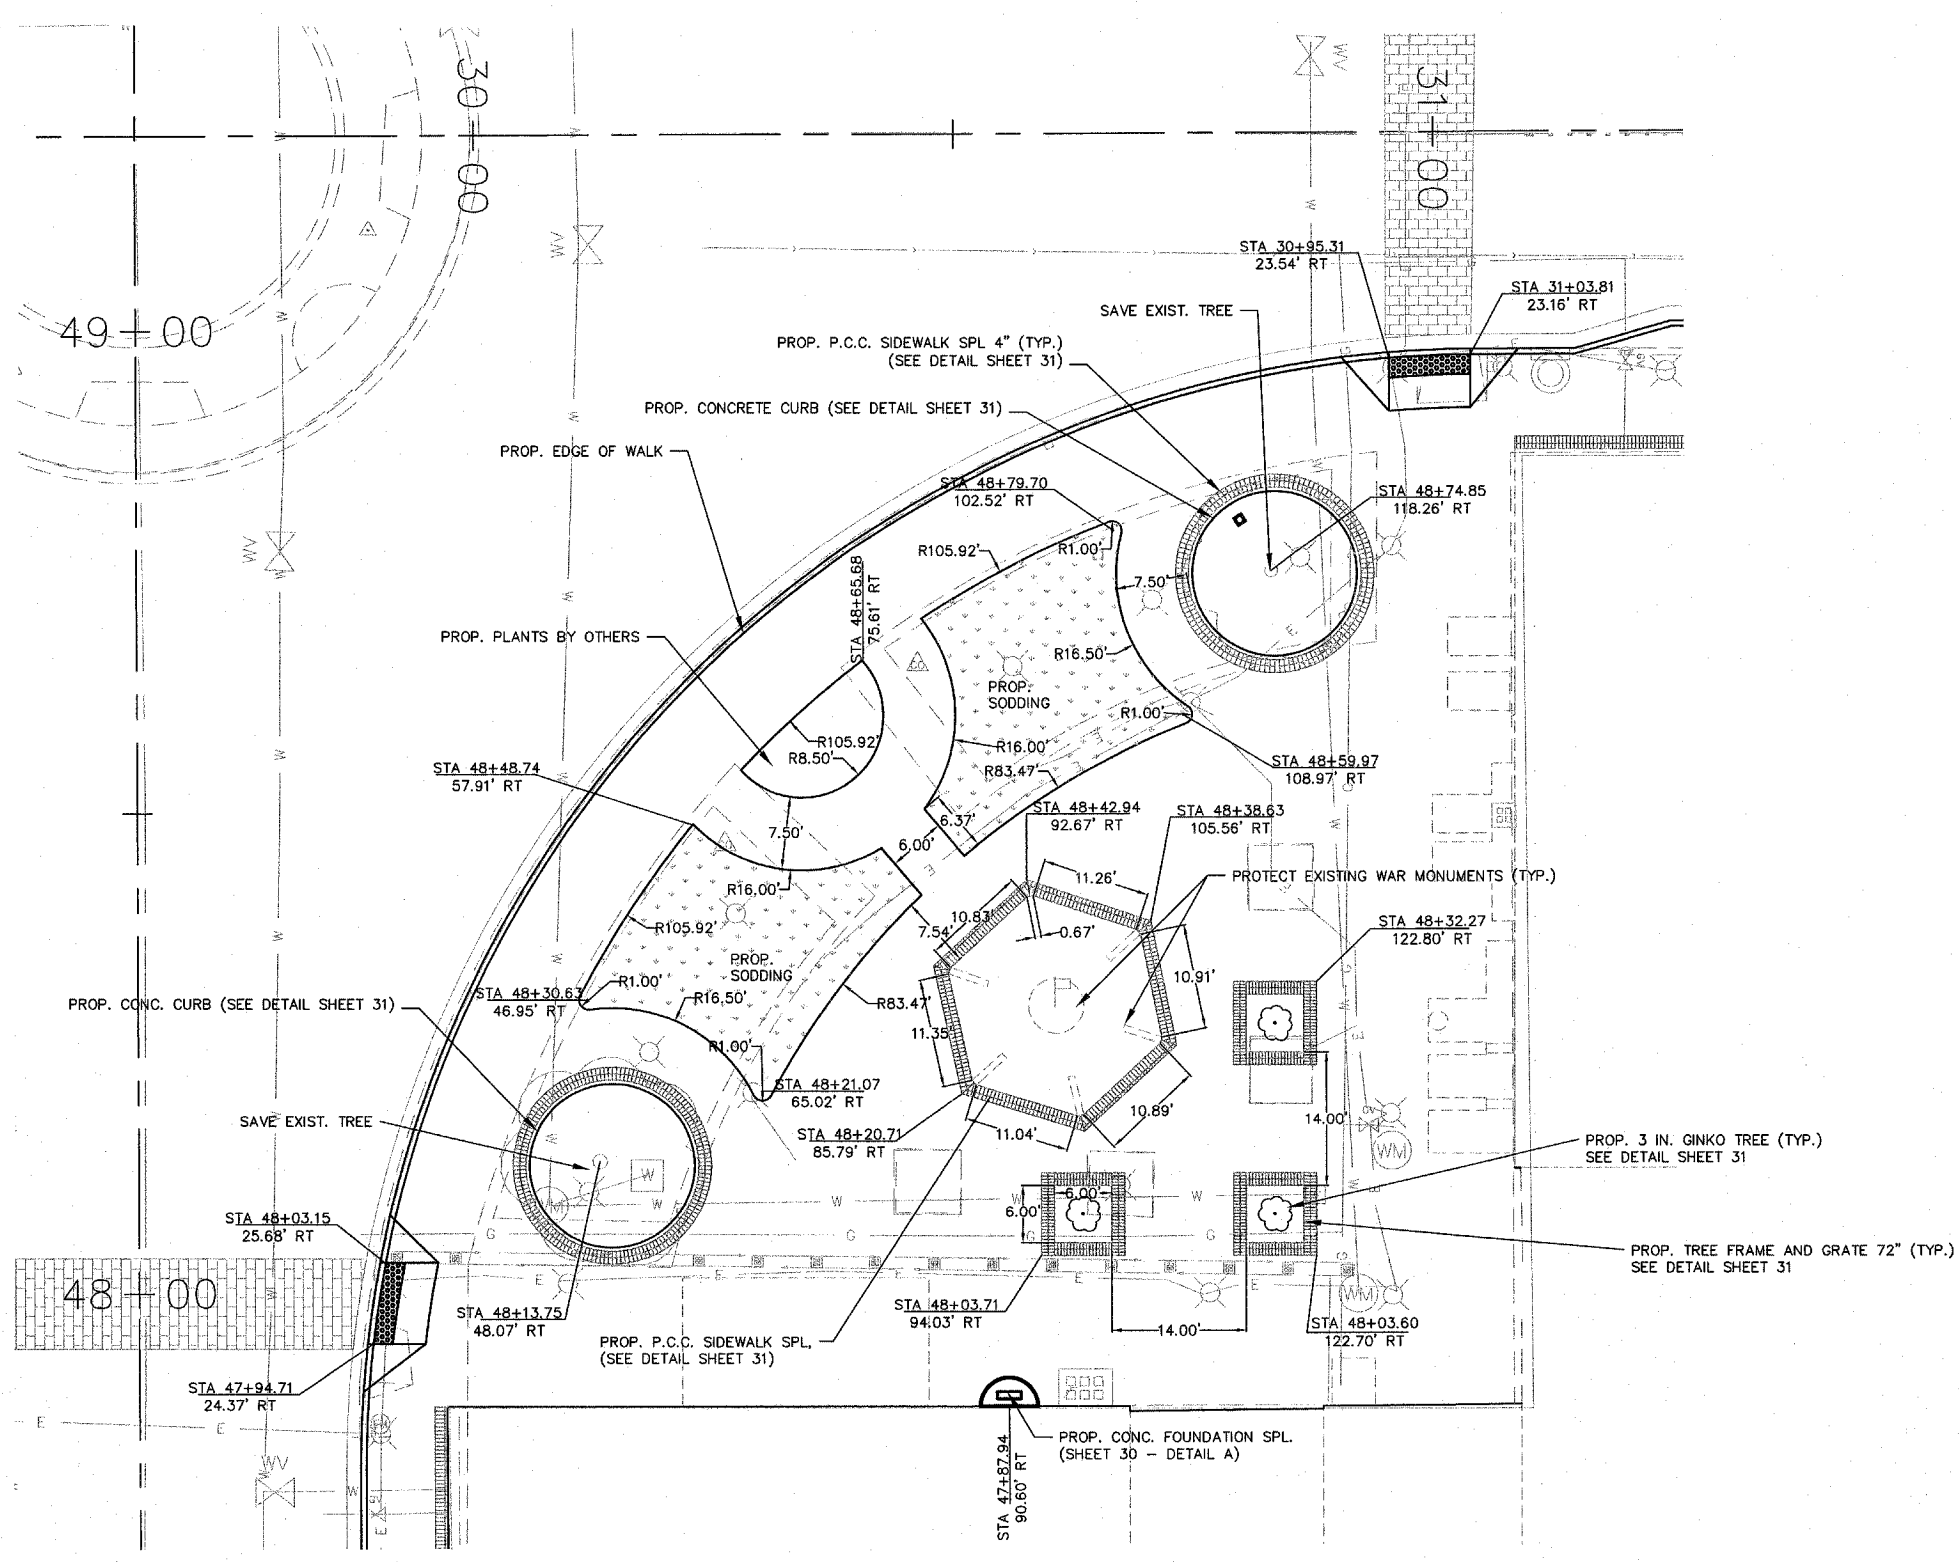 30+00
WV
31+00
STA 30+95.31
23.54' RT
WV
49+00
STA 31+03.81
23.16' RT
SAVE EXIST. TREE
PROP. P.C.C. SIDEWALK SPL 4" (TYP.)
(SEE DETAIL SHEET 31)
PROP. CONCRETE CURB (SEE DETAIL SHEET 31)
PROP. EDGE OF WALK
STA 48+79.70
102.52' RT
STA 48+74.85
118.26' RT
WV
R105.92'
R1.00'
7.50'
STA 48+65.68
75.61' RT
PROP. PLANTS BY OTHERS
CO
R16.50'
PROP.
SODDING
R1.00'
R105.92'
R8.50'
R16.00'
R83.47'
STA 48+59.97
108.97' RT
STA 48+48.74
57.91' RT
STA 48+42.94
92.67' RT
STA 48+38.63
105.56' RT
6.37'
6.00'
7.50'
R16.00'
11.26'
PROTECT EXISTING WAR MONUMENTS (TYP.)
R105.92'
10.83'
7.54'
0.67'
STA 48+32.27
122.80' RT
PROP.
SODDING
10.91'
R1.00'
R16.50'
R83.47'
STA 48+30.63
46.95' RT
PROP. CONC. CURB (SEE DETAIL SHEET 31)
11.35'
R1.00'
STA 48+21.07
65.02' RT
10.89'
14.00'
SAVE EXIST. TREE
STA 48+20.71
85.79' RT
11.04'
WM
PROP. 3 IN. GINKO TREE (TYP.)
SEE DETAIL SHEET 31
W
WM
6.00'
6.00'
STA 48+03.15
25.68' RT
G
W
G
W
G
PROP. TREE FRAME AND GRATE 72" (TYP.)
SEE DETAIL SHEET 31
48+00
E
E
E
E
WM
STA 48+13.75
48.07' RT
STA 48+03.71
94.03' RT
14.00'
STA 48+03.60
122.70' RT
PROP. P.C.C. SIDEWALK SPL,
(SEE DETAIL SHEET 31)
STA 47+94.71
24.37' RT
E
E
PROP. CONC. FOUNDATION SPL.
(SHEET 30 - DETAIL A)
STA 47+87.94
90.60' RT
WV
W
E